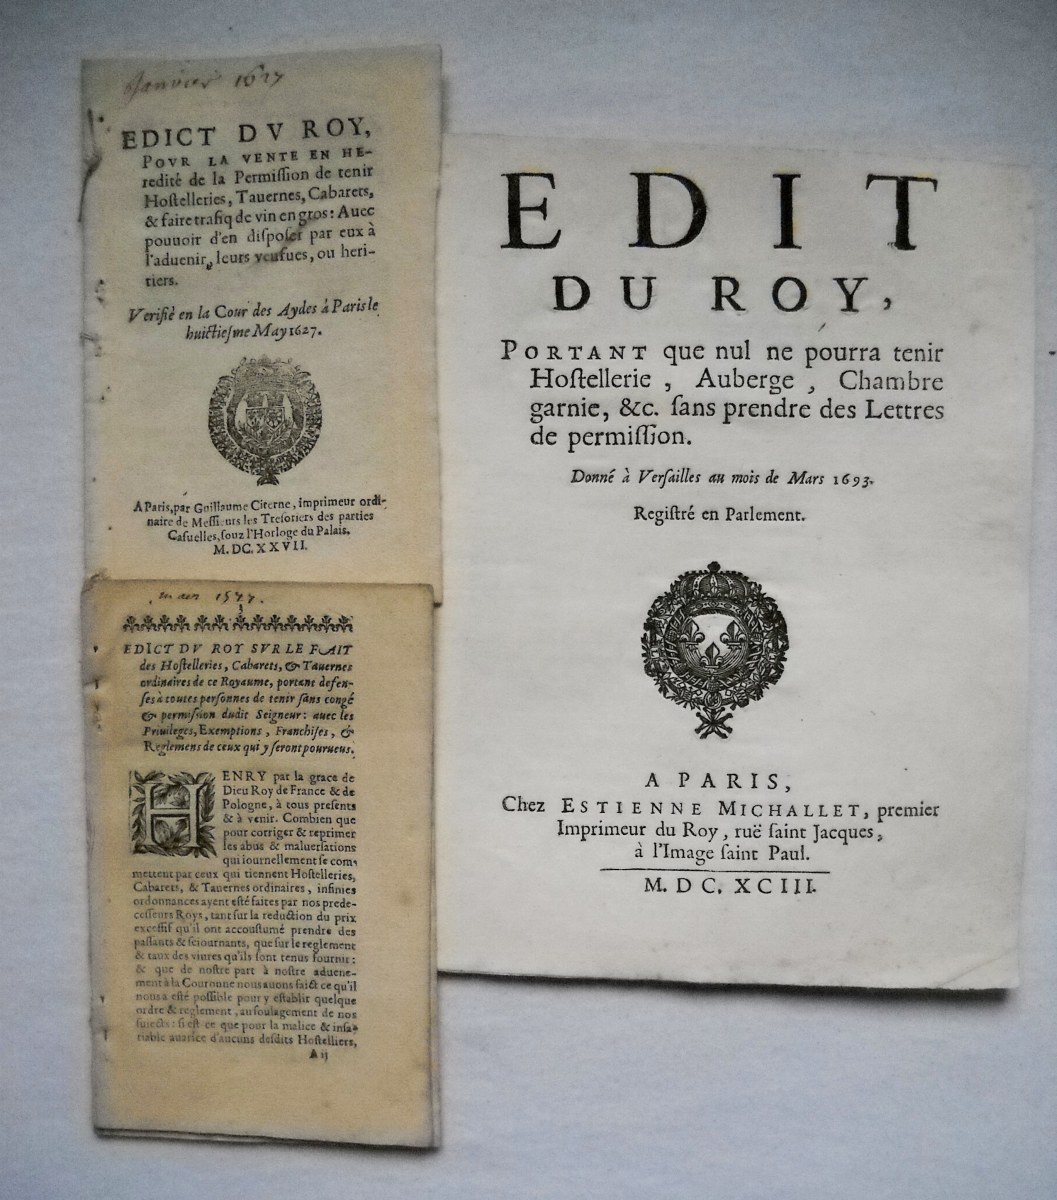 Janvier 1627
EDICT DV ROY,
POVR LA VENTE EN HE-
redité de la Permiſſion de tenir
Hoſtelleries, Tauernes, Cabarets,
& faire trafiq de vin en gros: Auec
pouuoir d'en diſpoſer par eux à
l'aduenir, leurs veufues, ou heri-
tiers.
Verifié en la Cour des Aydes à Paris le
huictieſme May 1627.
A Paris, par Guillaume Citerne, imprimeur ordi-
naire de Meſſieurs les Treſoriers des parties
Caſuelles, ſouz l'Horloge du Palais.
M. DC. XXVII.
1577.
EDICT DV ROY SVR LE FAIT
des Hoſtelleries, Cabarets, & Tauernes
ordinaires de ce Royaume, portant defen-
ſes à toutes perſonnes de tenir ſans congé
& permiſſion dudit Seigneur: auec les
Priuileges, Exemptions, Franchiſes, &
Reglemens de ceux qui y ſeront pourueus.
HENRY par la grace de
Dieu Roy de France & de
Pologne, à tous preſents
& à venir. Combien que
pour corriger & reprimer
les abus & maluerſations
qui iournellement ſe com-
mettent par ceux qui tiennent Hoſtelleries,
Cabarets, & Tauernes ordinaires, infinies
ordonnances ayent eſté faites par nos prede-
ceſſeurs Roys, tant ſur la reduction du prix
exceſſif qu'il ont accouſtumé prendre des
paſſants & ſeiournants, que ſur le reglement
& taux des viures qu'ils ſont tenus fournir:
& que de noſtre part à noſtre aduene-
ment à la Couronne nous auons faict ce qu'il
nous a eſté poſſible pour y eſtablir quelque
ordre & reglement, au ſoulagement de nos
ſuiects: ſi eſt ce que pour la malice & inſa-
tiable auarice d'aucuns deſdits Hoſtelliers,
A ij
EDIT
DU ROY,
PORTANT que nul ne pourra tenir
Hoſtellerie, Auberge, Chambre
garnie, &c. ſans prendre des Lettres
de permiſſion.
Donné à Verſailles au mois de Mars 1693.
Regiſtré en Parlement.
A PARIS,
Chez ESTIENNE MICHALLET, premier
Imprimeur du Roy, ruë ſaint Jacques,
à l'Image ſaint Paul.
M. DC. XCIII.